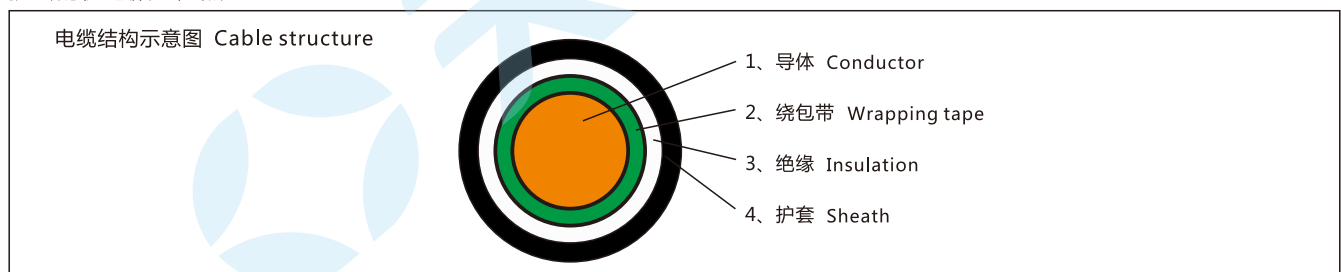 电缆结构示意图 Cable structure
1、导体 Conductor
2、绕包带 Wrapping tape
3、绝缘 Insulation
4、护套 Sheath